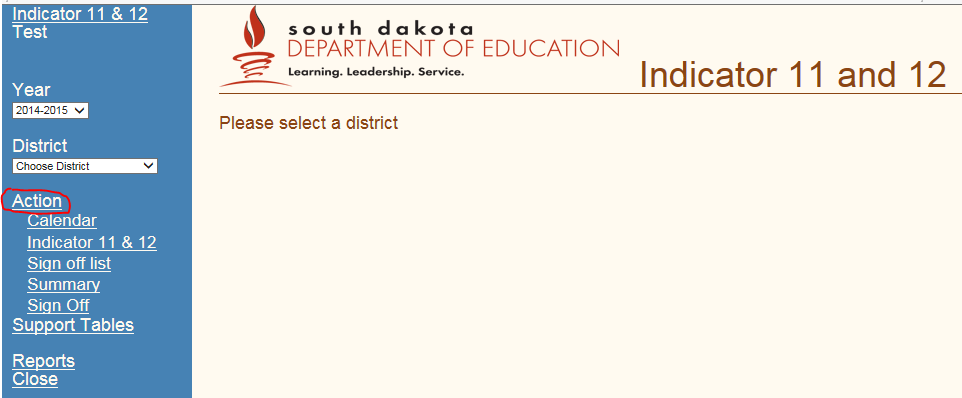 Indicator 11 & 12
Test
Year
2014-2015
District
Choose District
Action
Calendar
Indicator 11 & 12
Sign off list
Summary
Sign Off
Support Tables
Reports
Close
south dakota
DEPARTMENT OF EDUCATION
Learning. Leadership. Service.
Indicator 11 and 12
Please select a district